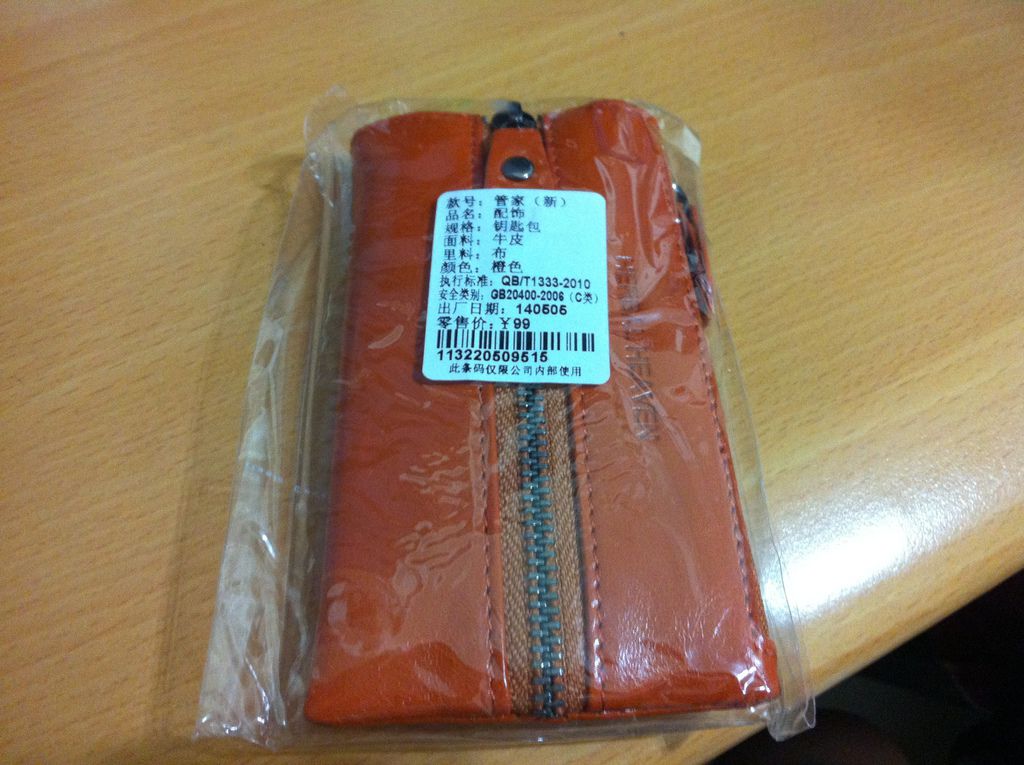 款号：管家（新）
品名：配饰
规格：钥匙包
面料：牛皮
里料：布
颜色：橙色
执行标准：QB/T1333-2010
安全类别：GB20400-2006（C类）
出厂日期：140505
零售价：￥99
113220509515
此条码仅限公司内部使用
HEAVEN